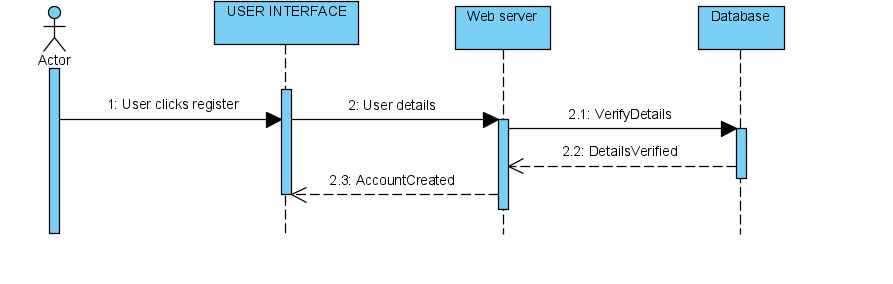 USER INTERFACE
Web server
Database
Actor
1: User clicks register
2: User details
2.1: VerifyDetails
2.2: DetailsVerified
2.3: AccountCreated